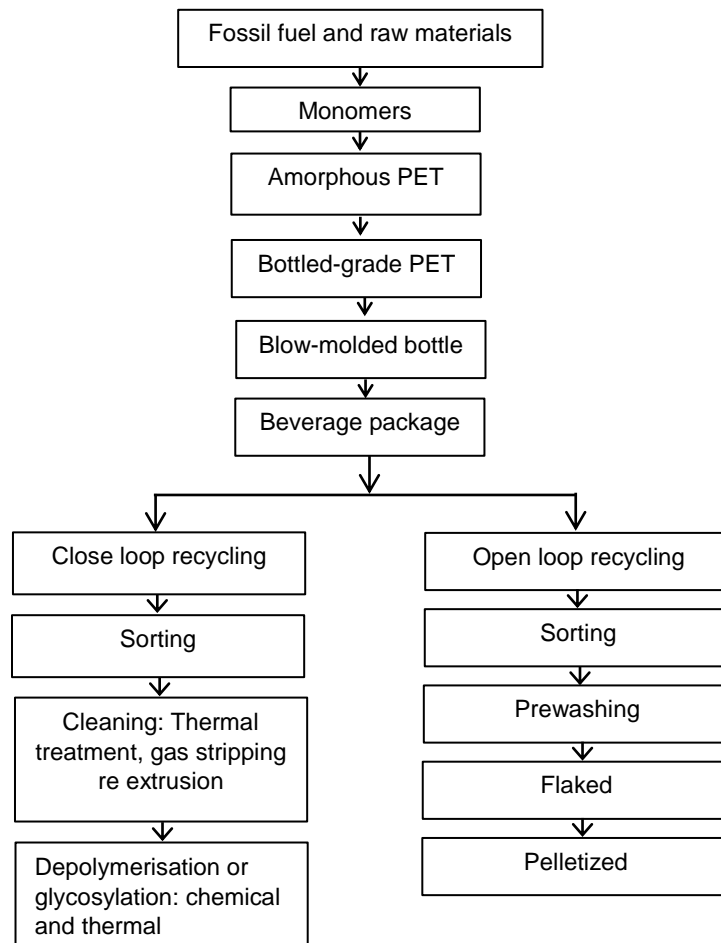 Fossil fuel and raw materials
Monomers
Amorphous PET
Bottled-grade PET
Blow-molded bottle
Beverage package
Close loop recycling
Sorting
Cleaning: Thermal
treatment, gas stripping
re extrusion
Depolymerisation or
glycosylation: chemical
and thermal
Open loop recycling
Sorting
Prewashing
Flaked
Pelletized